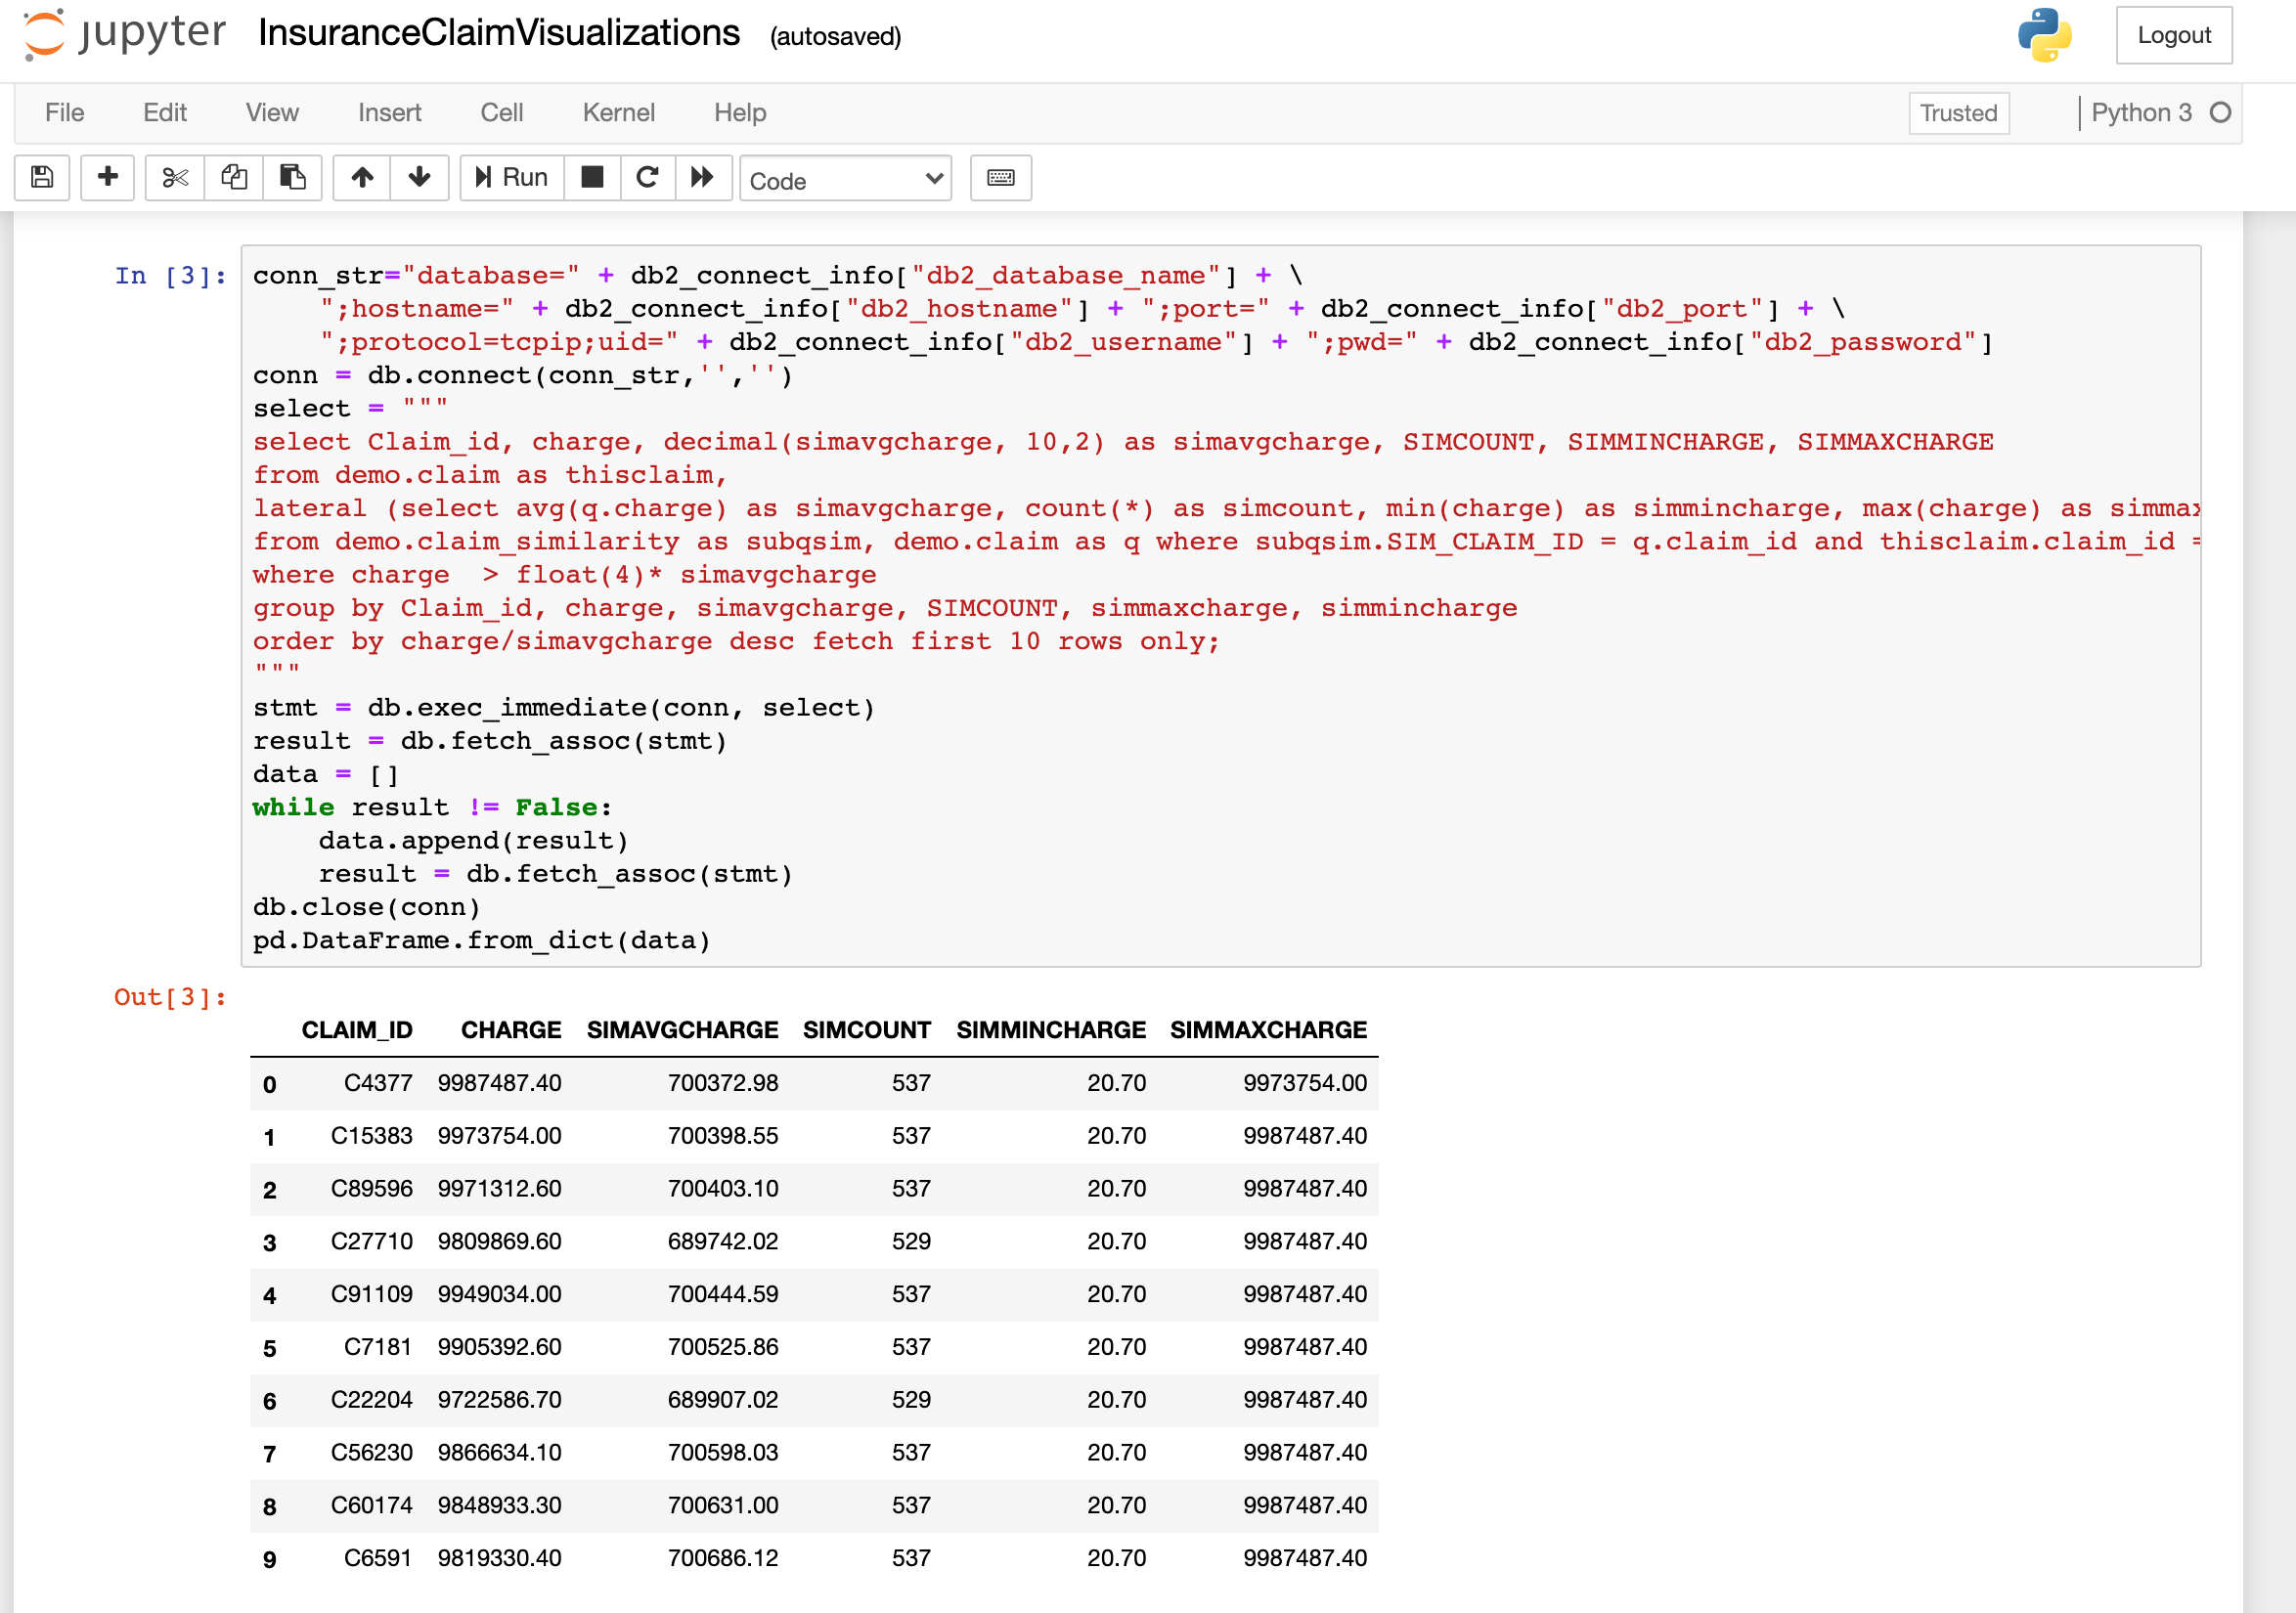 jupyter InsuranceClaimVisualizations (autosaved) Logout
File Edit View Insert Cell Kernel Help Trusted Python 3
Run Code
In [3]: conn_str="database=" + db2_connect_info["db2_database_name"] + \
";hostname=" + db2_connect_info["db2_hostname"] + ";port=" + db2_connect_info["db2_port"] + \
";protocol=tcpip;uid=" + db2_connect_info["db2_username"] + ";pwd=" + db2_connect_info["db2_password"]
conn = db.connect(conn_str,'','')
select = """
select Claim_id, charge, decimal(simavgcharge, 10,2) as simavgcharge, SIMCOUNT, SIMMINCHARGE, SIMMAXCHARGE
from demo.claim as thisclaim,
lateral (select avg(q.charge) as simavgcharge, count(*) as simcount, min(charge) as simmincharge, max(charge) as simmax
from demo.claim_similarity as subqsim, demo.claim as q where subqsim.SIM_CLAIM_ID = q.claim_id and thisclaim.claim_id =
where charge  > float(4)* simavgcharge
group by Claim_id, charge, simavgcharge, SIMCOUNT, simmaxcharge, simmincharge
order by charge/simavgcharge desc fetch first 10 rows only;
"""
stmt = db.exec_immediate(conn, select)
result = db.fetch_assoc(stmt)
data = []
while result != False:
data.append(result)
result = db.fetch_assoc(stmt)
db.close(conn)
pd.DataFrame.from_dict(data)
Out[3]:
CLAIM_ID CHARGE SIMAVGCHARGE SIMCOUNT SIMMINCHARGE SIMMAXCHARGE
0 C4377 9987487.40 700372.98 537 20.70 9973754.00
1 C15383 9973754.00 700398.55 537 20.70 9987487.40
2 C89596 9971312.60 700403.10 537 20.70 9987487.40
3 C27710 9809869.60 689742.02 529 20.70 9987487.40
4 C91109 9949034.00 700444.59 537 20.70 9987487.40
5 C7181 9905392.60 700525.86 537 20.70 9987487.40
6 C22204 9722586.70 689907.02 529 20.70 9987487.40
7 C56230 9866634.10 700598.03 537 20.70 9987487.40
8 C60174 9848933.30 700631.00 537 20.70 9987487.40
9 C6591 9819330.40 700686.12 537 20.70 9987487.40